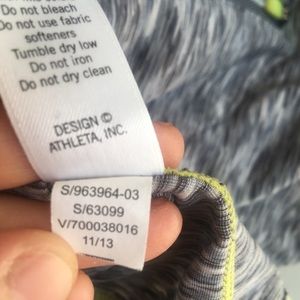 Do not bleach
Do not use fabric
softeners
Tumble dry low
Do not iron
Do not dry clean
DESIGN ©
ATHLETA, INC.
S/963964-03
S/63099
V/700038016
11/13